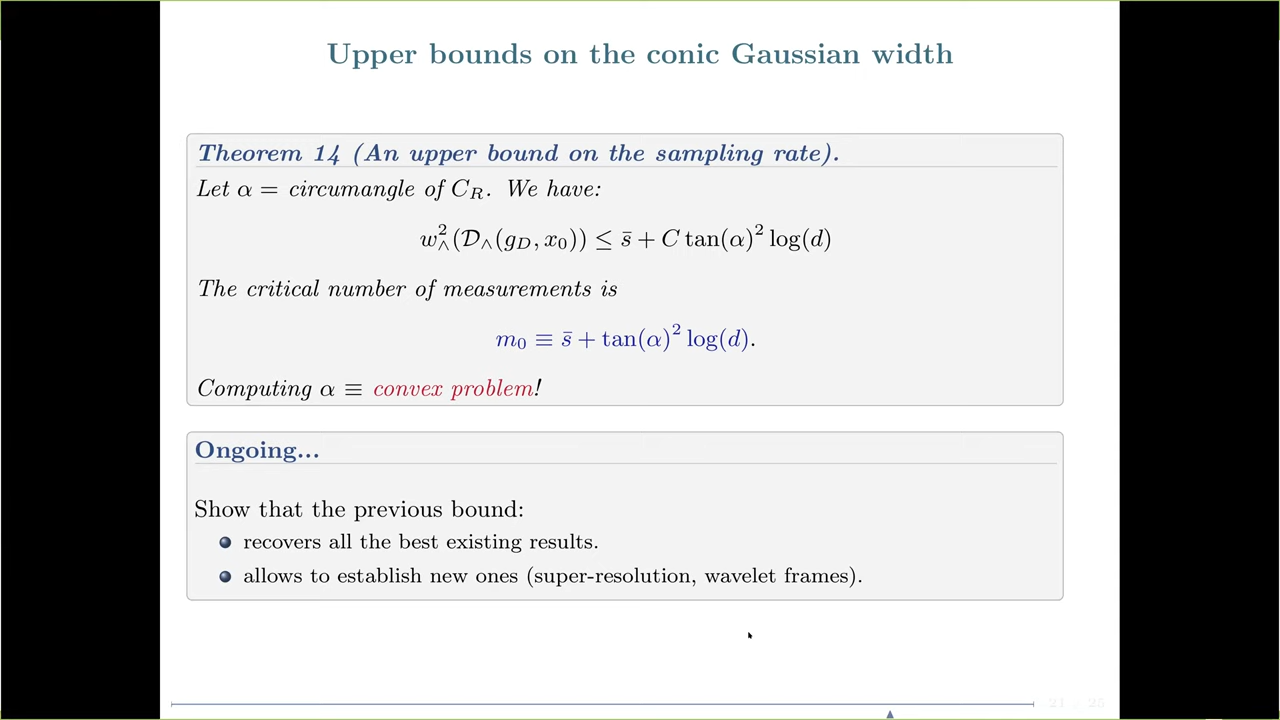 Upper bounds on the conic Gaussian width
Theorem 14 (An upper bound on the sampling rate).
Let α = circumangle of C_R. We have:
w_∧^2(𝒟_∧(g_D, x_0)) ≤ s̄ + C tan(α)^2 log(d)
The critical number of measurements is
m_0 ≡ s̄ + tan(α)^2 log(d).
Computing α ≡ convex problem!
Ongoing...
Show that the previous bound:
recovers all the best existing results.
allows to establish new ones (super-resolution, wavelet frames).